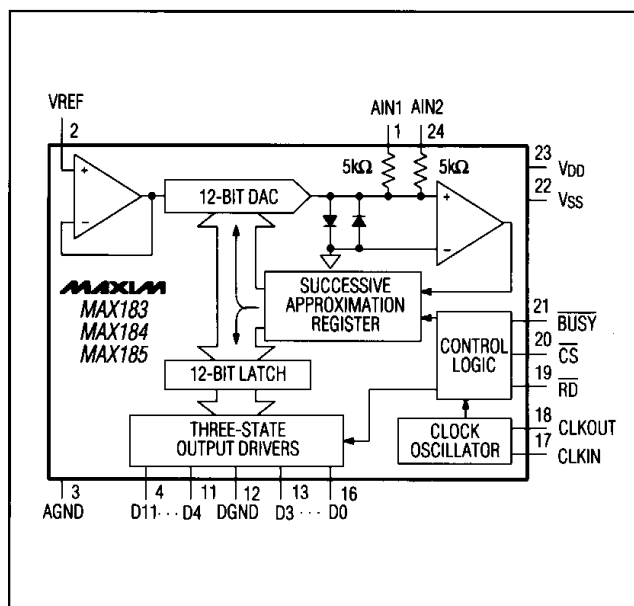 VREF
2
AIN1 AIN2
1 24
5kΩ 5kΩ
23
VDD
22
VSS
+
−
12-BIT DAC
+
−
MAXIM
MAX183
MAX184
MAX185
SUCCESSIVE
APPROXIMATION
REGISTER
21
BUSY
20
CS
19
RD
CONTROL
LOGIC
12-BIT LATCH
THREE-STATE
OUTPUT DRIVERS
CLOCK
OSCILLATOR
18
CLKOUT
17
CLKIN
3 4 11 12 13 16
AGND D11 ··· D4 DGND D3 ··· D0